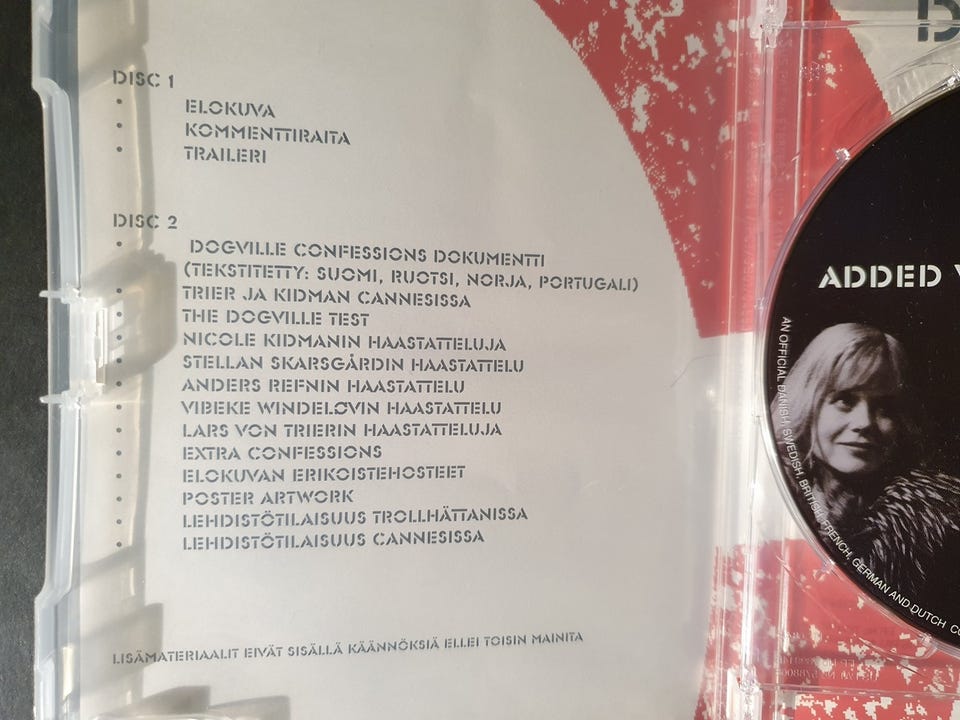 DISC 1
• ELOKUVA
• KOMMENTTIRAITA
• TRAILERI
DISC 2
• DOGVILLE CONFESSIONS DOKUMENTTI
(TEKSTITETTY: SUOMI, RUOTSI, NORJA, PORTUGALI)
• TRIER JA KIDMAN CANNESISSA
• THE DOGVILLE TEST
• NICOLE KIDMANIN HAASTATTELUJA
• STELLAN SKARSGÅRDIN HAASTATTELU
• ANDERS REFNIN HAASTATTELU
• VIBEKE WINDELØVIN HAASTATTELU
• LARS VON TRIERIN HAASTATTELUJA
• EXTRA CONFESSIONS
• ELOKUVAN ERIKOISTEHOSTEET
• POSTER ARTWORK
• LEHDISTÖTILAISUUS TROLLHÄTTANISSA
• LEHDISTÖTILAISUUS CANNESISSA
LISÄMATERIAALIT EIVÄT SISÄLLÄ KÄÄNNÖKSIÄ ELLEI TOISIN MAINITA
ADDED
AN OFFICIAL DANISH, SWEDISH, BRITISH, FRENCH, GERMAN AND DUTCH